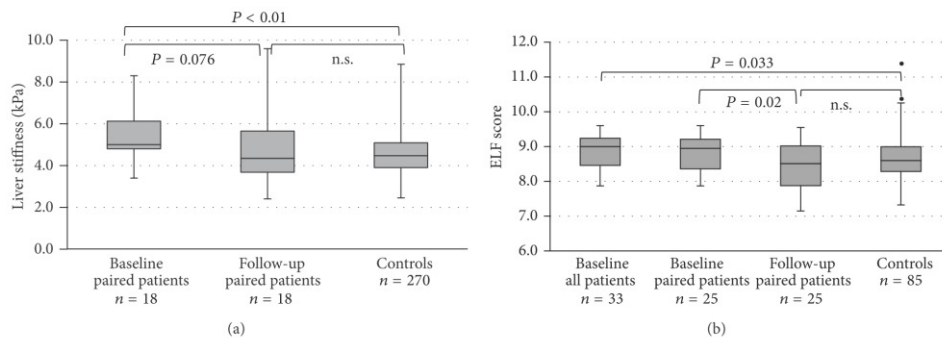 P < 0.01
P = 0.076
n.s.
Liver stiffness (kPa)
10.0
8.0
6.0
4.0
2.0
0.0
Baseline
paired patients
n = 18
Follow-up
paired patients
n = 18
Controls
n = 270
(a)
P = 0.033
P = 0.02
n.s.
ELF score
12.0
11.0
10.0
9.0
8.0
7.0
6.0
Baseline
all patients
n = 33
Baseline
paired patients
n = 25
Follow-up
paired patients
n = 25
Controls
n = 85
(b)